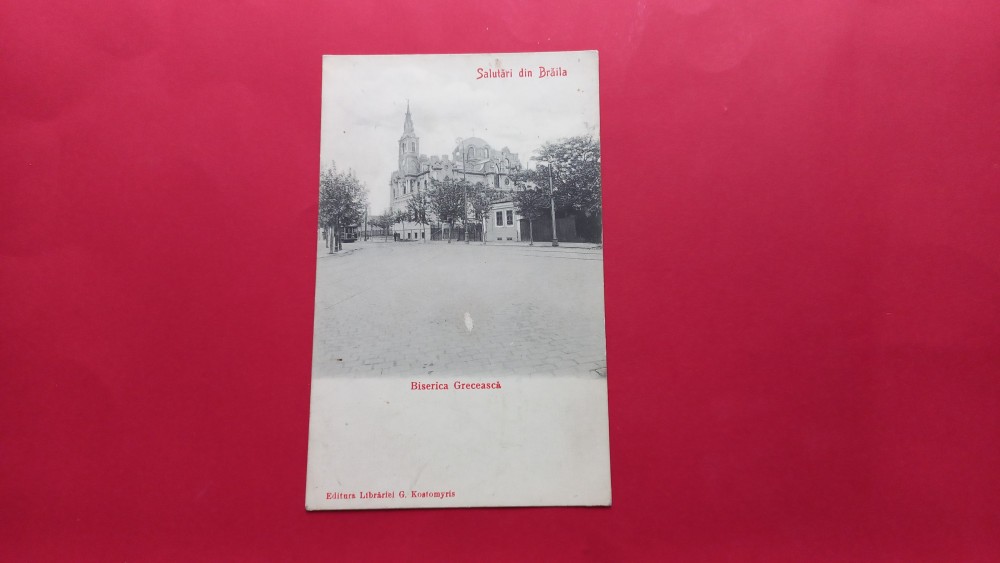 Salutări din Brăila
Biserica Grecească
Editura Librăriei G. Kostomyris